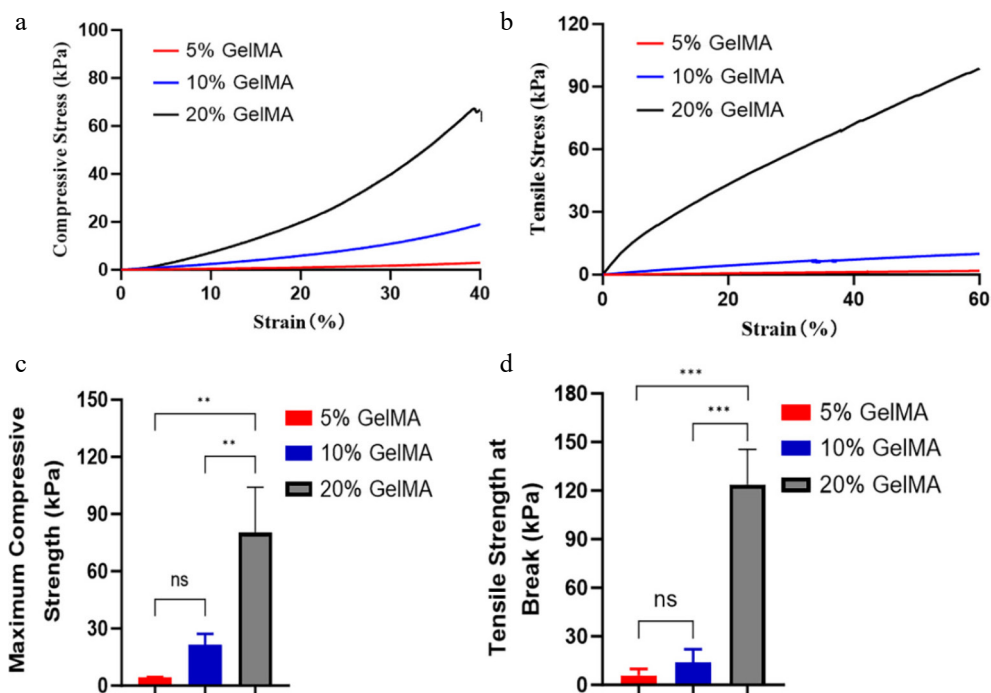 a
Compressive Stress (kPa)
100
80
60
40
20
0
5% GelMA
10% GelMA
20% GelMA
0 10 20 30 40
Strain(%)
b
Tensile Stress (kPa)
120
90
60
30
0
5% GelMA
10% GelMA
20% GelMA
0 20 40 60
Strain(%)
c
Maximum Compressive
Strength (kPa)
150
120
90
60
30
0
**
**
ns
5% GelMA
10% GelMA
20% GelMA
d
Tensile Strength at
Break (kPa)
180
150
120
90
60
30
0
***
***
ns
5% GelMA
10% GelMA
20% GelMA